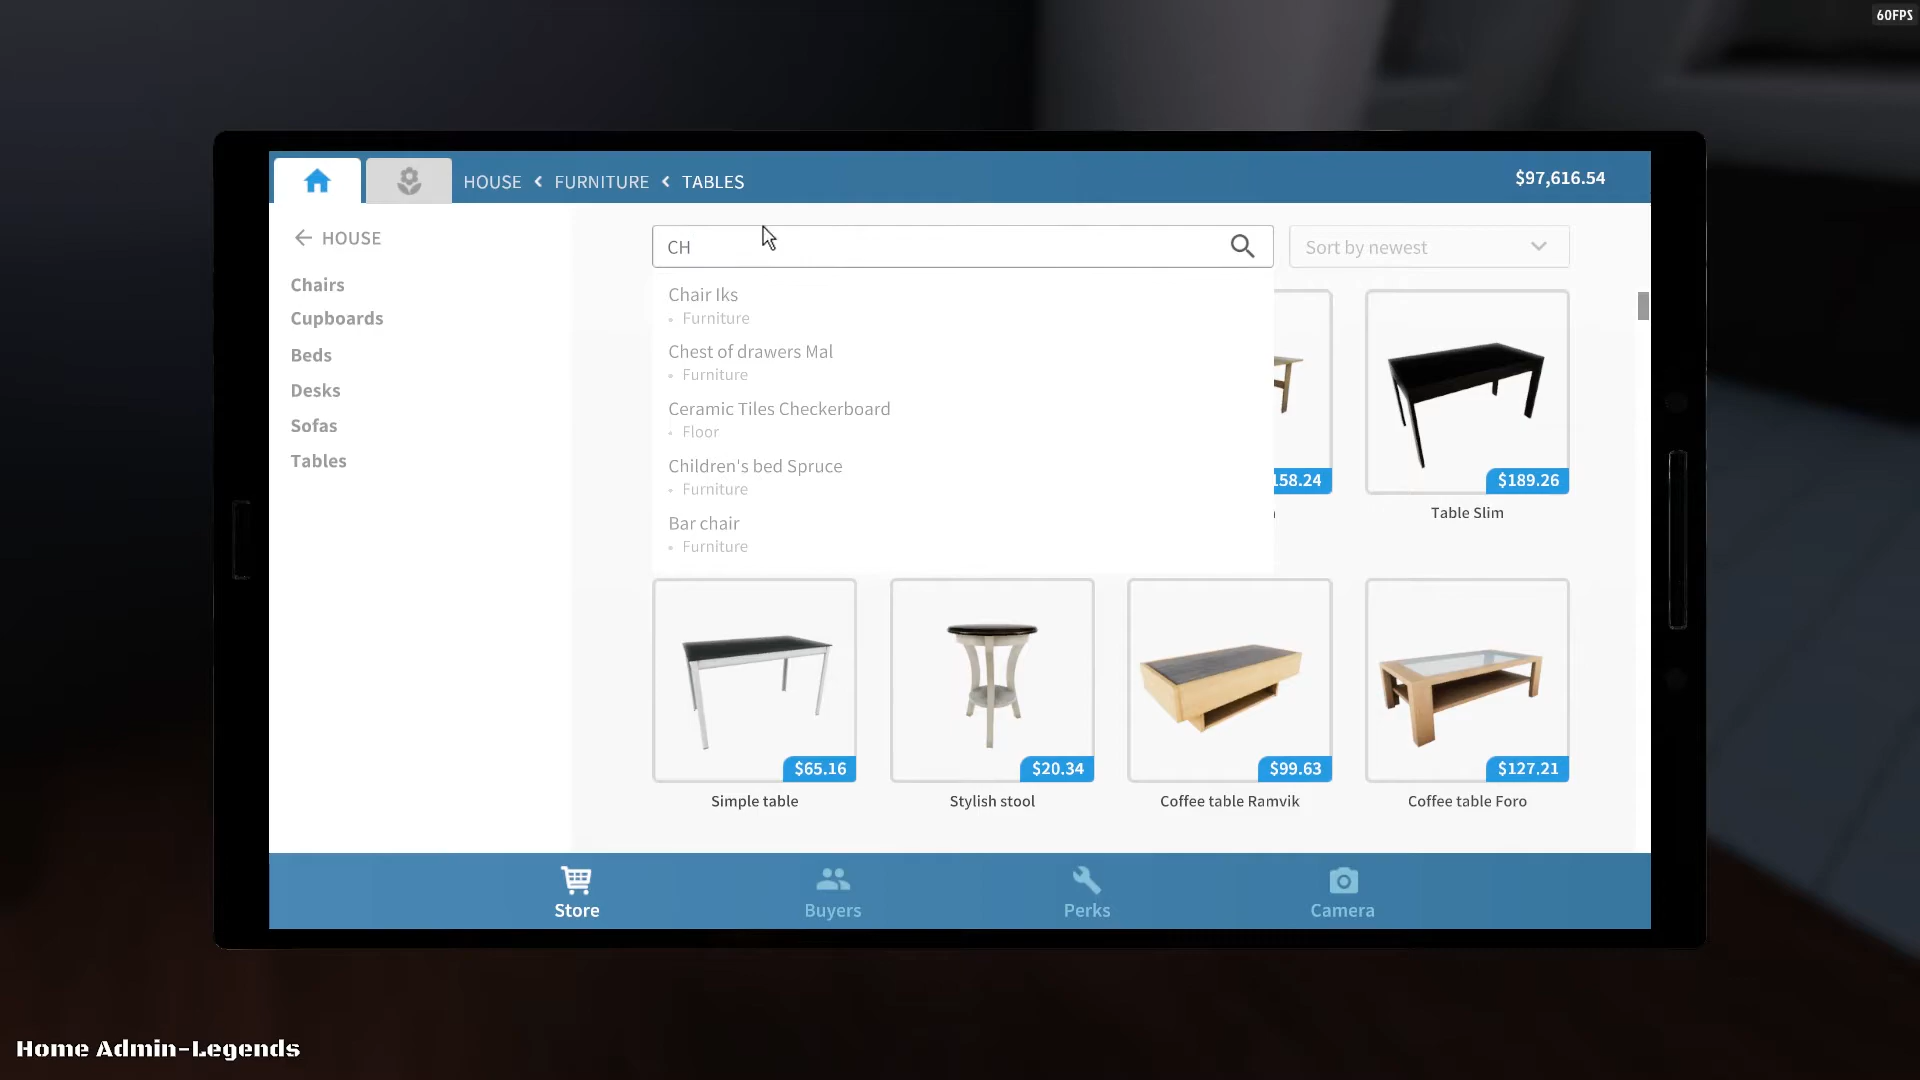 60FPS
HOUSE < FURNITURE < TABLES
$97,616.54
← HOUSE
Chairs
Cupboards
Beds
Desks
Sofas
Tables
CH
Sort by newest
Chair Iks
• Furniture
Chest of drawers Mal
• Furniture
Ceramic Tiles Checkerboard
• Floor
Children's bed Spruce
• Furniture
Bar chair
• Furniture
158.24
$189.26
Table Slim
$65.16
$20.34
$99.63
$127.21
Simple table
Stylish stool
Coffee table Ramvik
Coffee table Foro
Store
Buyers
Perks
Camera
Home Admin-Legends